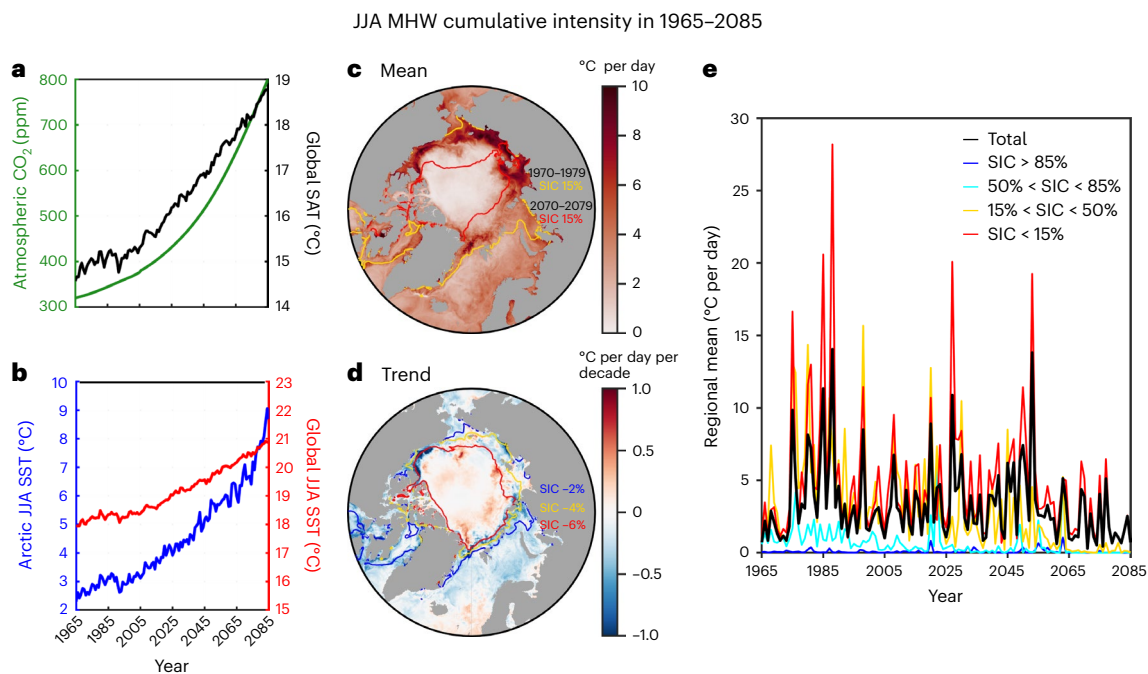 JJA MHW cumulative intensity in 1965–2085
a
Atmospheric CO2 (ppm)
800
700
600
500
400
300
19
18
17
16
15
14
Global SAT (°C)
b
Arctic JJA SST (°C)
10
9
8
7
6
5
4
3
2
23
22
21
20
19
18
17
16
15
Global JJA SST (°C)
1965
1985
2005
2025
2045
2065
2085
Year
c Mean
°C per day
10
8
6
4
2
0
1970–1979
SIC 15%
2070–2079
SIC 15%
d Trend
°C per day per
decade
1.0
0.5
0
–0.5
–1.0
SIC –2%
SIC –4%
SIC –6%
e
Regional mean (°C per day)
30
25
20
15
10
5
0
Total
SIC > 85%
50% < SIC < 85%
15% < SIC < 50%
SIC < 15%
1965
1985
2005
2025
2045
2065
2085
Year